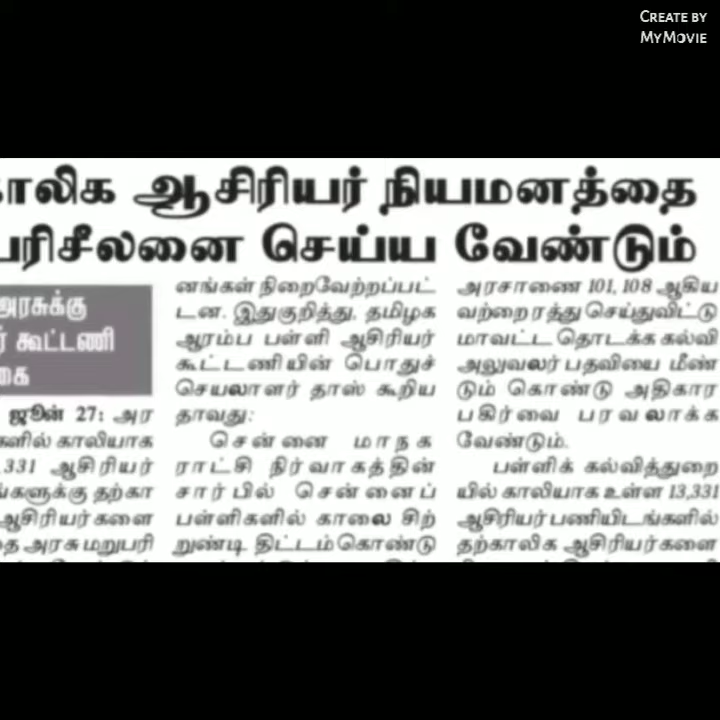 CREATE BY
MYMOVIE
ஆசிரியர் நியமனத்தை
செய்ய வேண்டும்
அரசுக்கு
கூட்டணி
ஜூன் 27: அர
காலியாக
331 ஆசிரியர்
தற்கா
ஆசிரியர்களை
அரசு மறுபரி
னங்கள் நிறைவேற்றப்பட்
டன. இதுகுறித்து, தமிழக
ஆரம்ப பள்ளி ஆசிரியர்
கூட்டணியின் பொதுச்
செயலாளர் தாஸ் கூறிய
தாவது:
சென்னை மாநக
ராட்சி நிர்வாகத்தின்
சார்பில் சென்னைப்
பள்ளிகளில் காலை சிற்
றுண்டி திட்டம் கொண்டு
அரசாணை 101, 108 ஆகிய
வற்றை ரத்து செய்துவிட்டு
மாவட்ட தொடக்க கல்வி
அலுவலர் பதவியை மீண்
டும் கொண்டு அதிகார
பகிர்வை பரவலாக்க
வேண்டும்.
பள்ளிக் கல்வித்துறை
யில் காலியாக உள்ள 13,331
ஆசிரியர் பணியிடங்களில்
தற்காலிக ஆசிரியர்களை